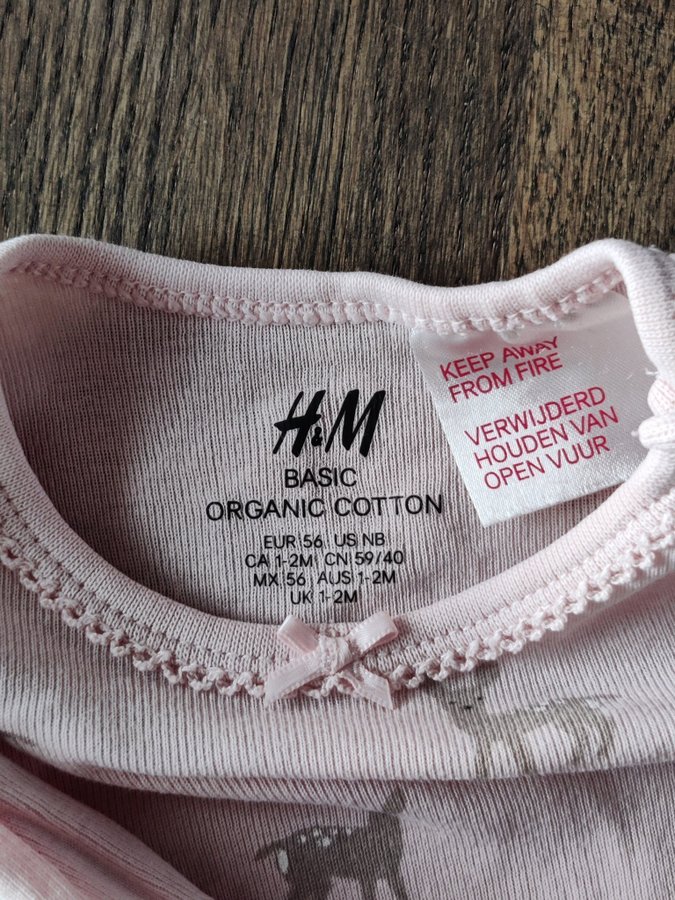 H&M
BASIC
ORGANIC COTTON
EUR 56 US NB
CA 1-2M CN 59/40
MX 56 AUS 1-2M
UK 1-2M
KEEP AWAY
FROM FIRE
VERWIJDERD
HOUDEN VAN
OPEN VUUR